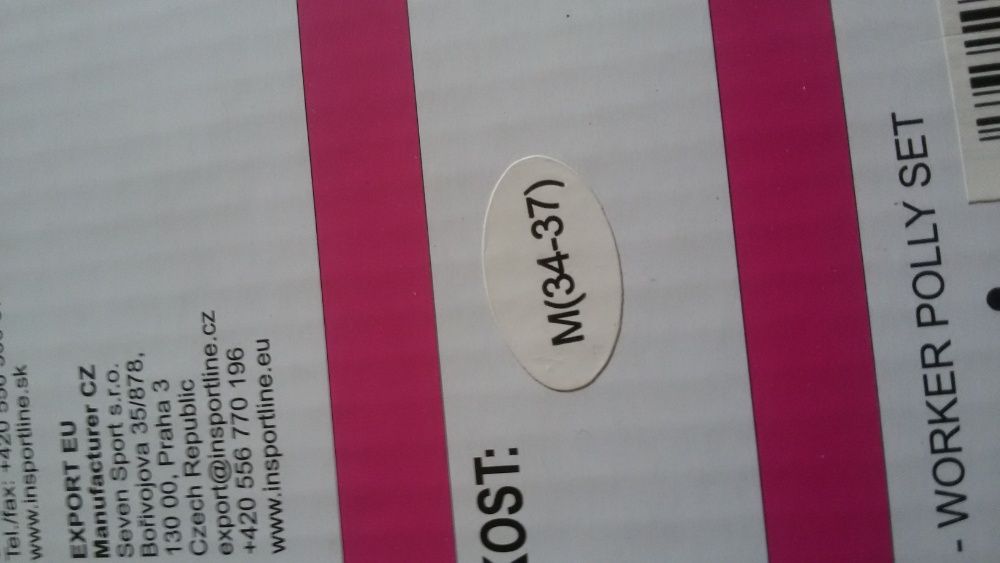 Tel./fax: +420 556
www.insportline.sk
EXPORT EU
Manufacturer CZ
Seven Sport s.r.o.
Bořivojova 35/878,
130 00, Praha 3
Czech Republic
export@insportline.cz
+420 556 770 196
www.insportline.eu
KOST:
M(34-37)
- WORKER POLLY SET